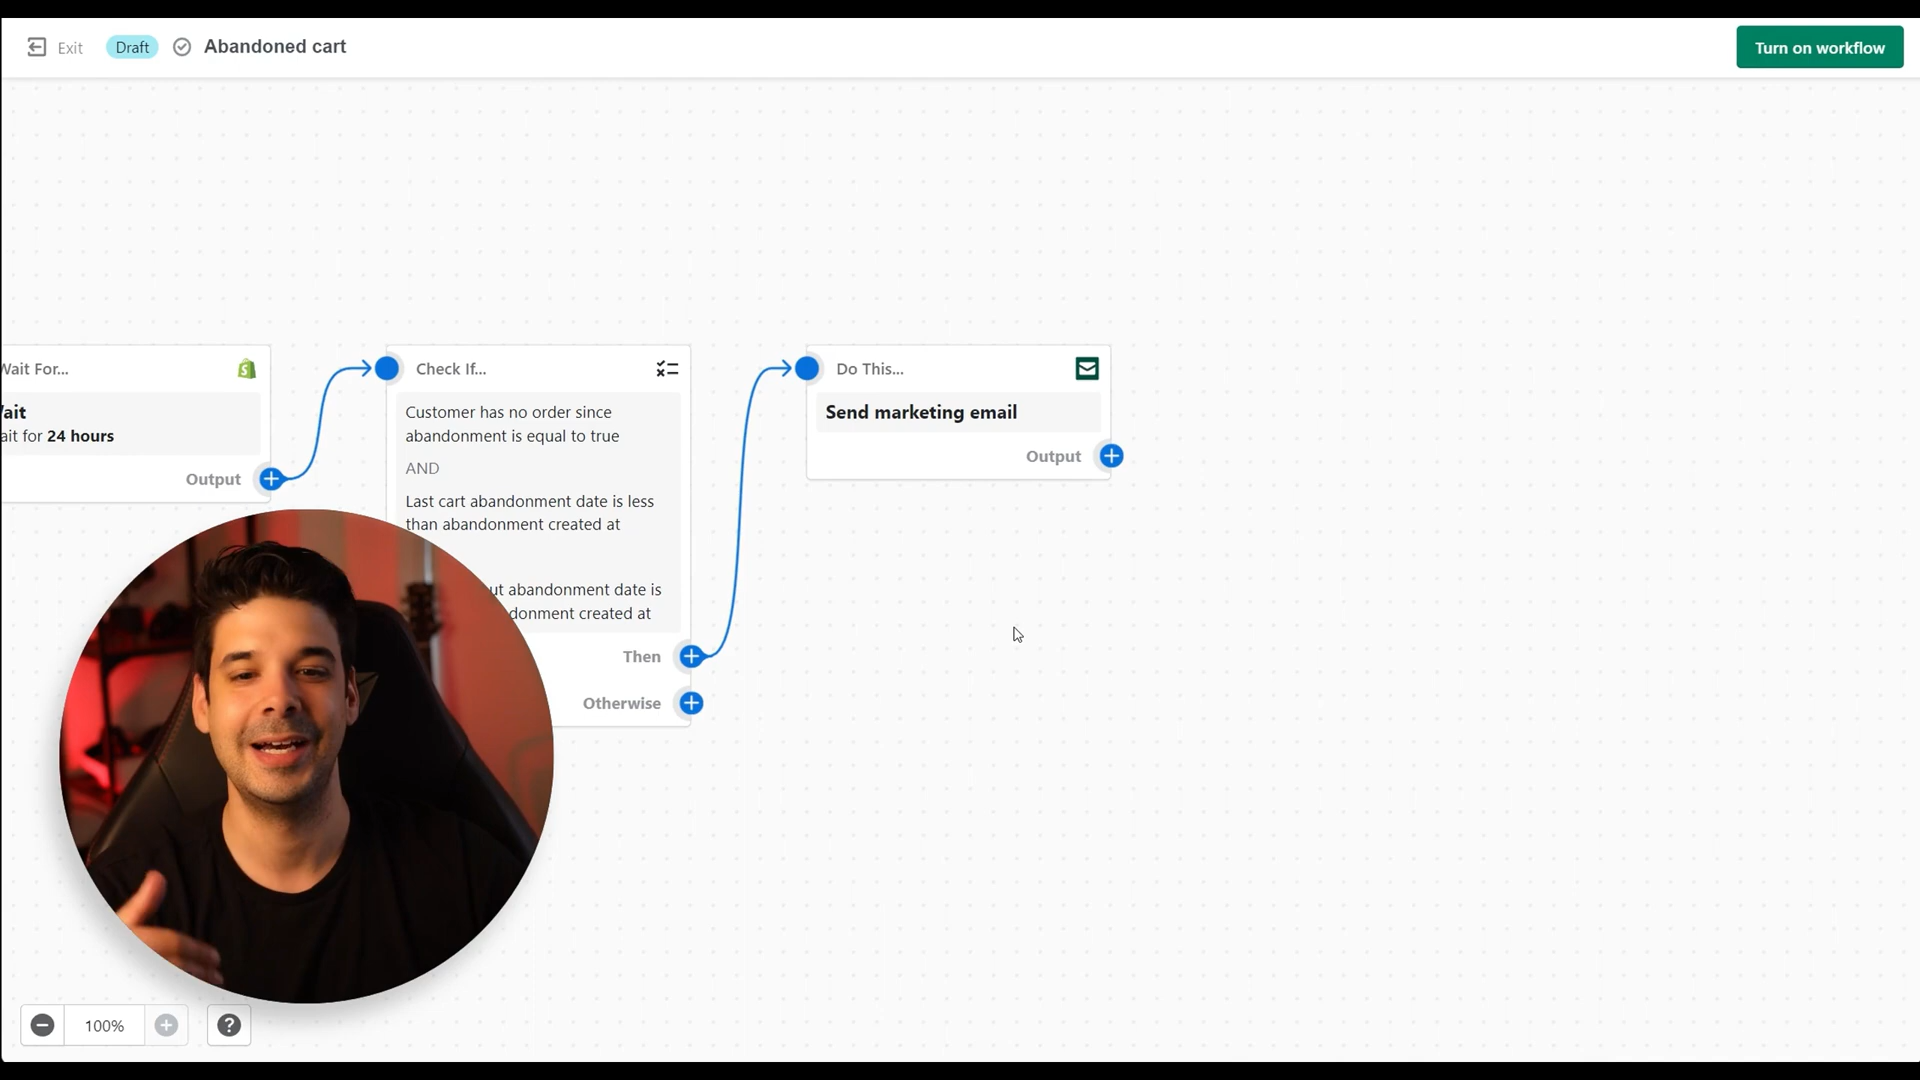 Exit
Draft
Abandoned cart
Turn on workflow
Wait For...
Wait
Wait for 24 hours
Output
Check If...
Customer has no order since
abandonment is equal to true
AND
Last cart abandonment date is less
than abandonment created at
abandonment date is
created at
Then
Otherwise
Do This...
Send marketing email
Output
100%